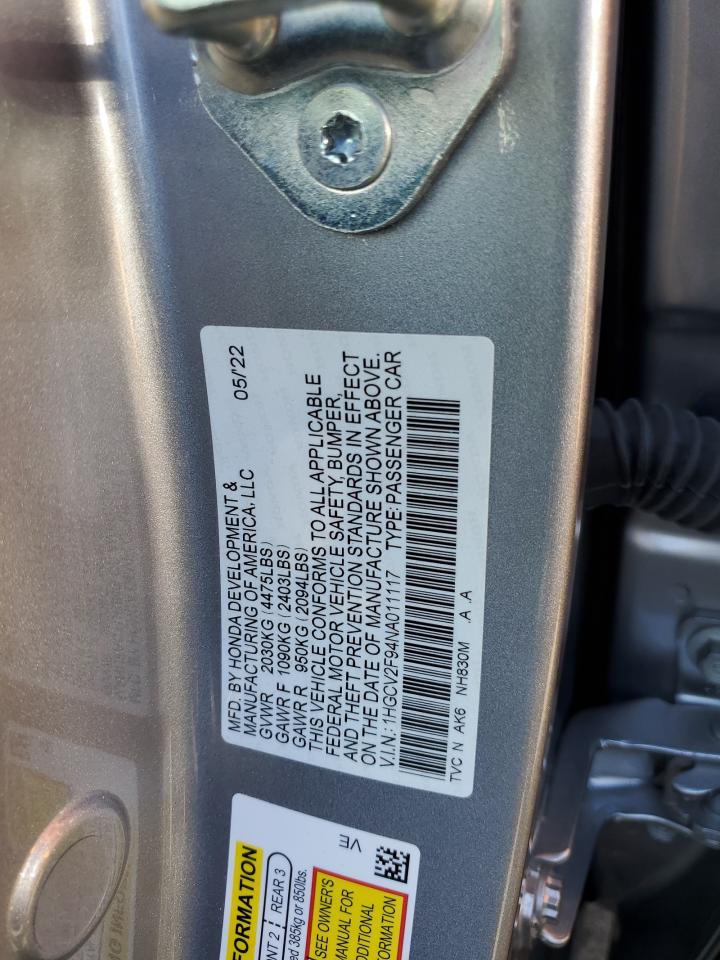 MFD. BY HONDA DEVELOPMENT & 05/'22
MANUFACTURING OF AMERICA, LLC
GVWR 2030KG (4475LBS)
GAWR F 1090KG (2403LBS)
GAWR R 950KG (2094LBS)
THIS VEHICLE CONFORMS TO ALL APPLICABLE
FEDERAL MOTOR VEHICLE SAFETY, BUMPER,
AND THEFT PREVENTION STANDARDS IN EFFECT
ON THE DATE OF MANUFACTURE SHOWN ABOVE.
V.I.N.: 1HGCV2F94NA011117 TYPE:PASSENGER CAR
TVC N AK6 NH830M .A .A
FORMATION
NT 2 REAR 3
ed 385kg or 850lbs.
SEE OWNER'S
MANUAL FOR
ADDITIONAL
FORMATION
VE